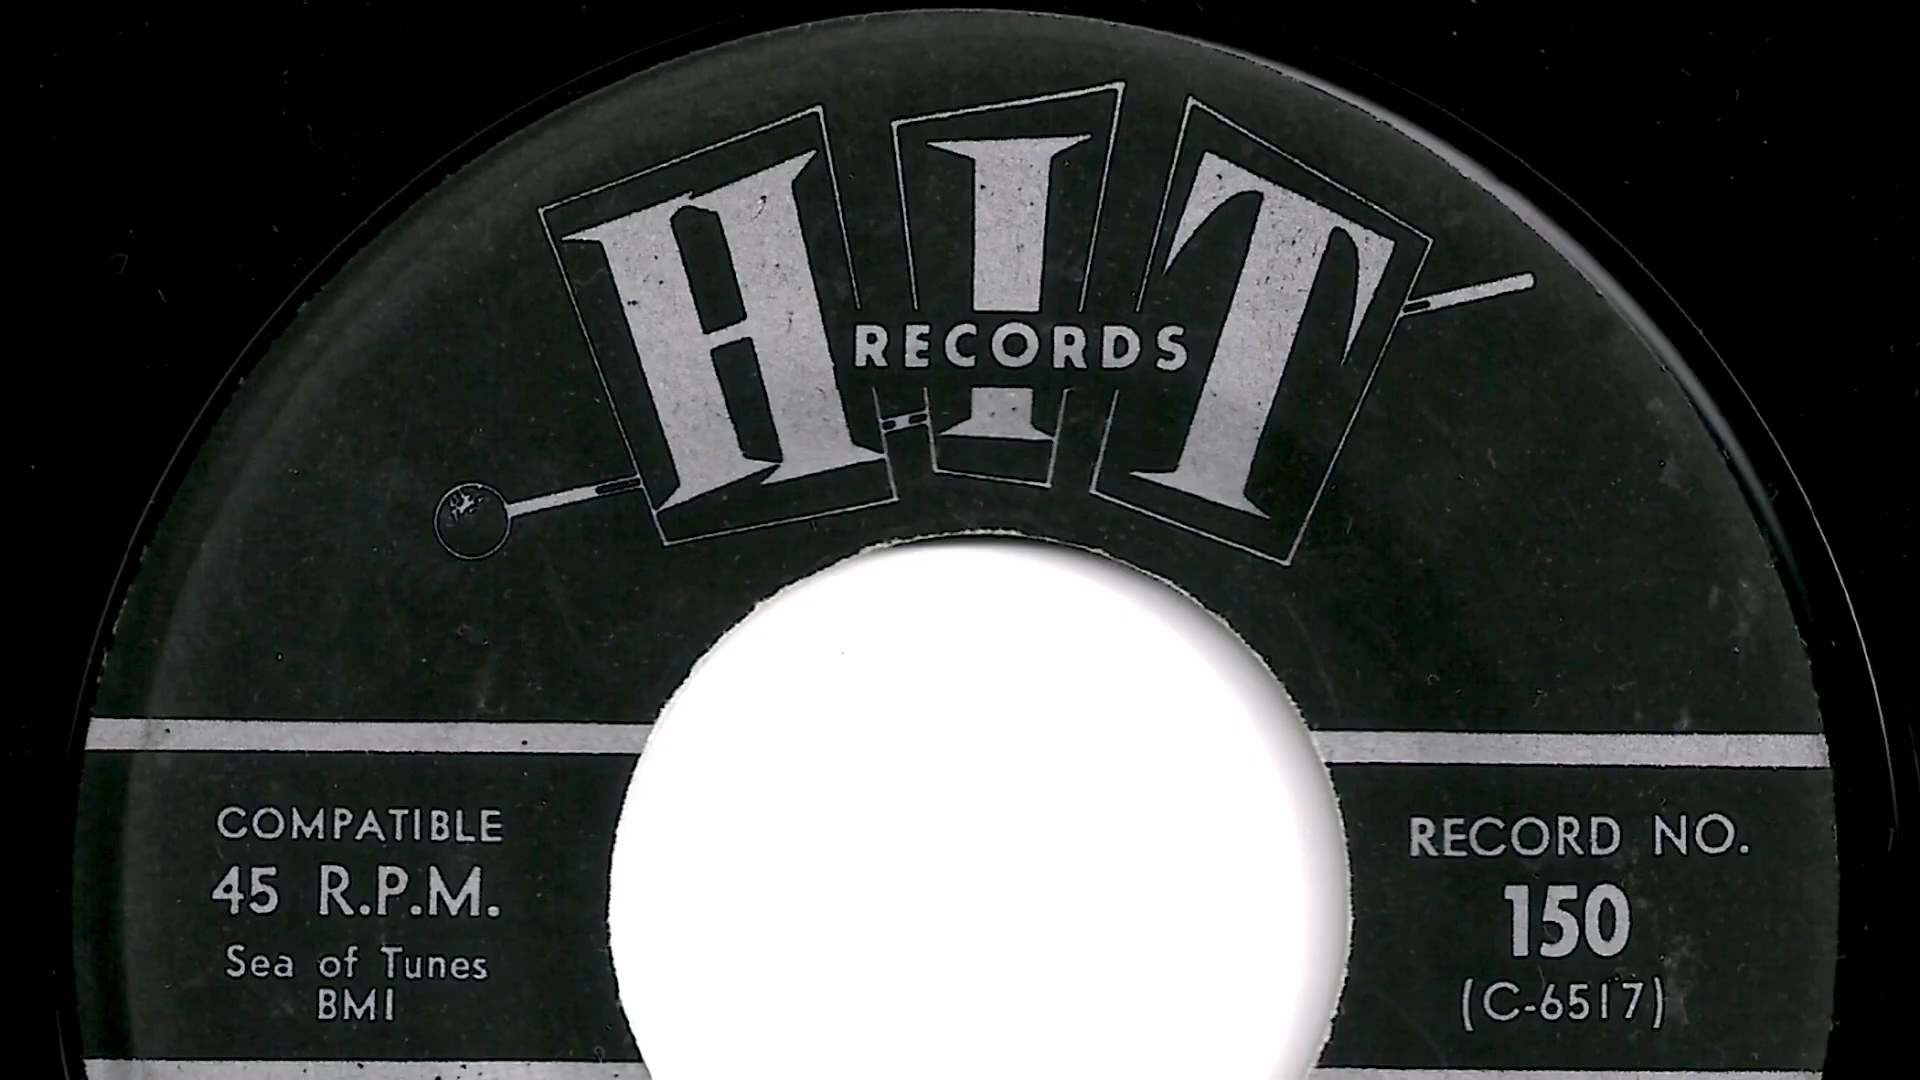 HIT
RECORDS
COMPATIBLE
45 R.P.M.
Sea of Tunes
BMI
RECORD NO.
150
(C-6517)